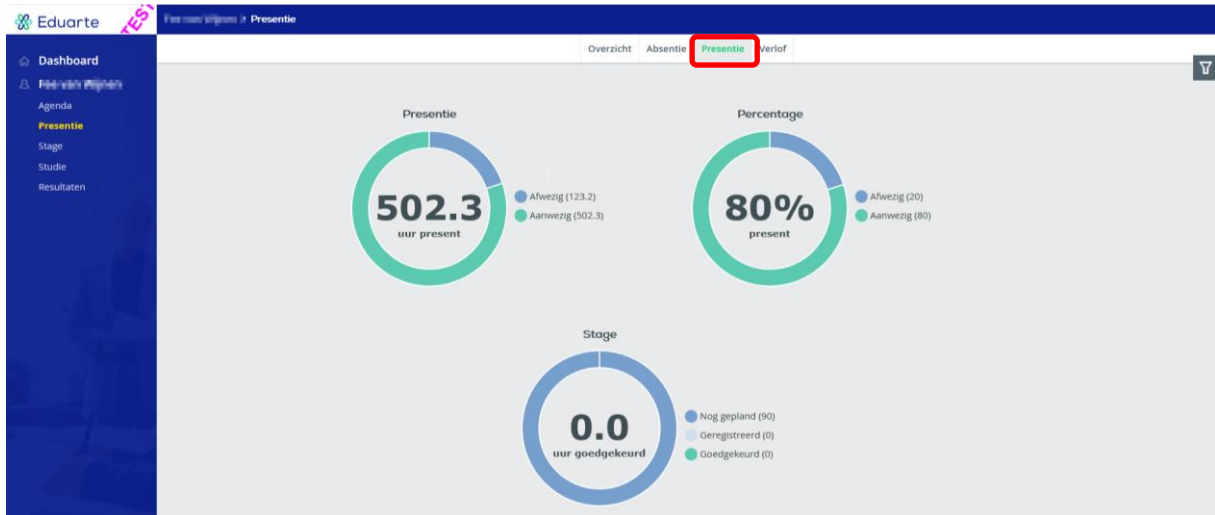 Eduarte
TEST
Presentie
Overzicht Absentie Presentie Verlof
Dashboard
Agenda
Presentie
Stage
Studie
Resultaten
Presentie
502.3
uur present
Afwezig (123.2)
Aanwezig (502.3)
Percentage
80%
present
Afwezig (20)
Aanwezig (80)
Stage
0.0
uur goedgekeurd
Nog gepland (90)
Geregistreerd (0)
Goedgekeurd (0)